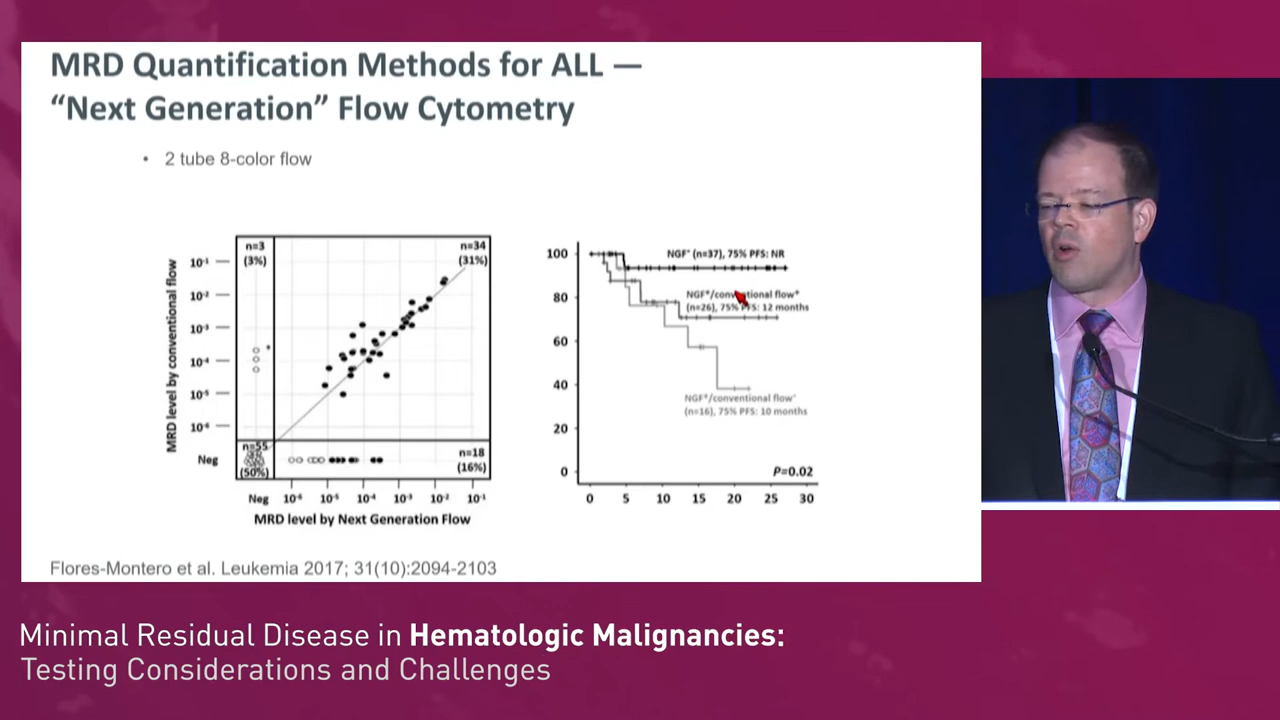 MRD Quantification Methods for ALL —
“Next Generation” Flow Cytometry
• 2 tube 8-color flow
n=3
(3%)
n=34
(31%)
MRD level by conventional flow
10⁻¹
10⁻²
10⁻³
10⁻⁴
10⁻⁵
10⁻⁶
Neg
*
n=55
(50%)
n=18
(16%)
Neg 10⁻⁶ 10⁻⁵ 10⁻⁴ 10⁻³ 10⁻² 10⁻¹
MRD level by Next Generation Flow
100
80
60
40
20
0
NGF⁻ (n=37), 75% PFS: NR
NGF⁺/conventional flow⁺
(n=26), 75% PFS: 12 months
NGF⁺/conventional flow⁻
(n=16), 75% PFS: 10 months
P=0.02
0 5 10 15 20 25 30
Flores-Montero et al. Leukemia 2017; 31(10):2094-2103
Minimal Residual Disease in Hematologic Malignancies:
Testing Considerations and Challenges